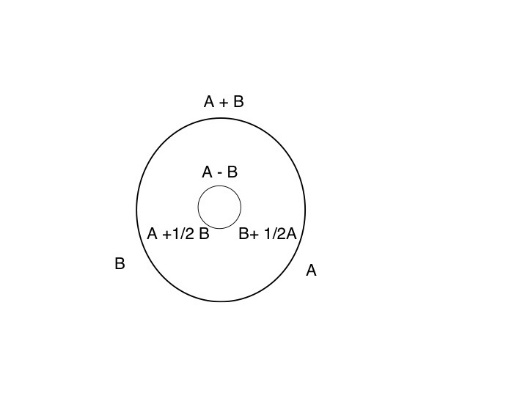 A + B
A - B
A +1/2 B
B+ 1/2A
B
A